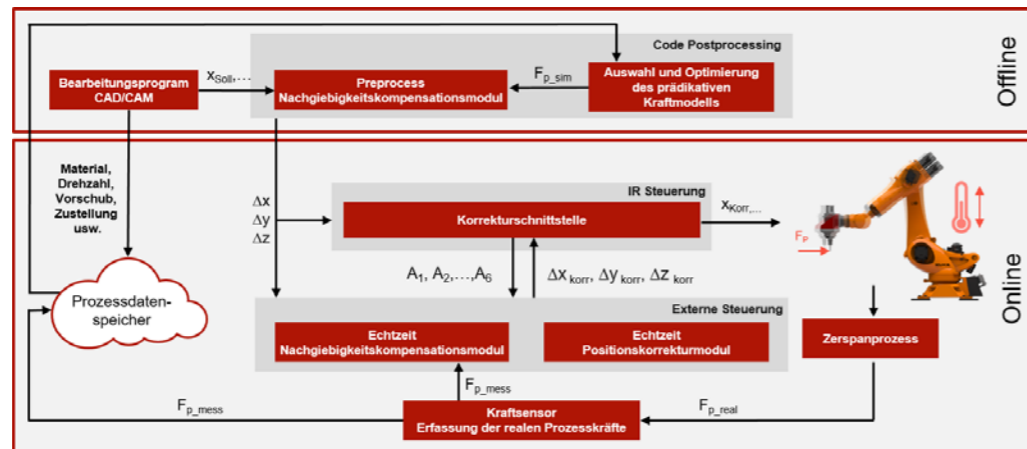 Code Postprocessing
Offline
Bearbeitungsprogram
CAD/CAM
xSoll,...
Preprocess
Nachgiebigkeitskompensationsmodul
Fp_sim
Auswahl und Optimierung
des prädikativen
Kraftmodells
Online
Material,
Drehzahl,
Vorschub,
Zustellung
usw.
Δx
Δy
Δz
IR Steuerung
Korrekturschnittstelle
xKorr,...
FP
A1, A2,...,A6
Δx korr, Δy korr, Δz korr
Prozessdaten-
speicher
Externe Steuerung
Echtzeit
Nachgiebigkeitskompensationsmodul
Echtzeit
Positionskorrekturmodul
Zerspanprozess
Fp_mess
Fp_mess
Kraftsensor
Erfassung der realen Prozesskräfte
Fp_real